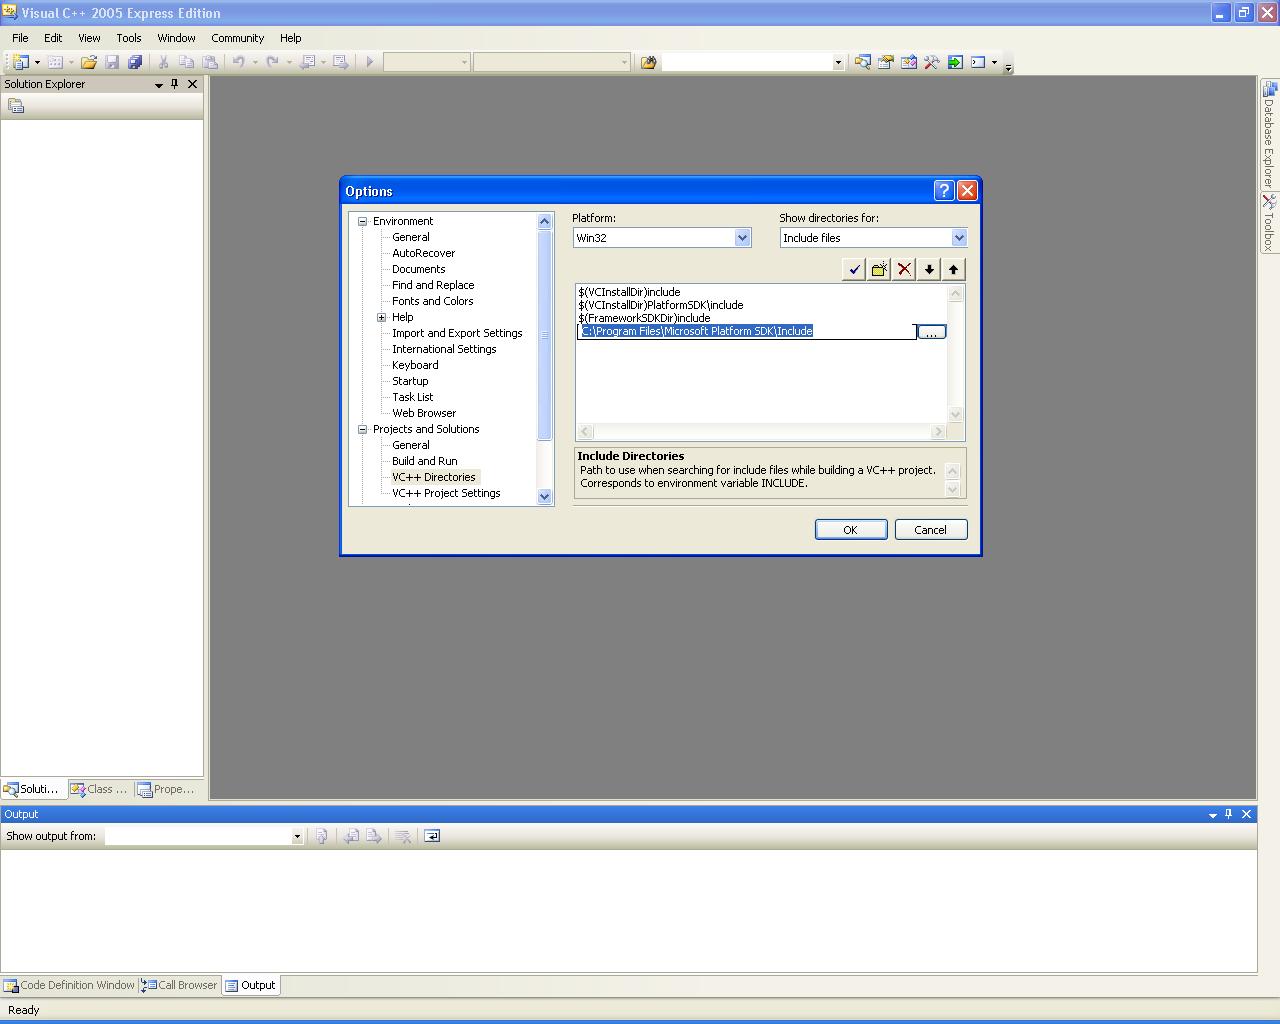 Visual C++ 2005 Express Edition
File Edit View Tools Window Community Help
Solution Explorer
Options
Environment
General
AutoRecover
Documents
Find and Replace
Fonts and Colors
Help
Import and Export Settings
International Settings
Keyboard
Startup
Task List
Web Browser
Projects and Solutions
General
Build and Run
VC++ Directories
VC++ Project Settings
Platform:
Win32
Show directories for:
Include files
$(VCInstallDir)include
$(VCInstallDir)PlatformSDK\include
$(FrameworkSDKDir)include
C:\Program Files\Microsoft Platform SDK\Include
...
Include Directories
Path to use when searching for include files while building a VC++ project.
Corresponds to environment variable INCLUDE.
OK Cancel
Database Explorer
Toolbox
Soluti... Class ... Prope...
Output
Show output from:
Code Definition Window Call Browser Output
Ready